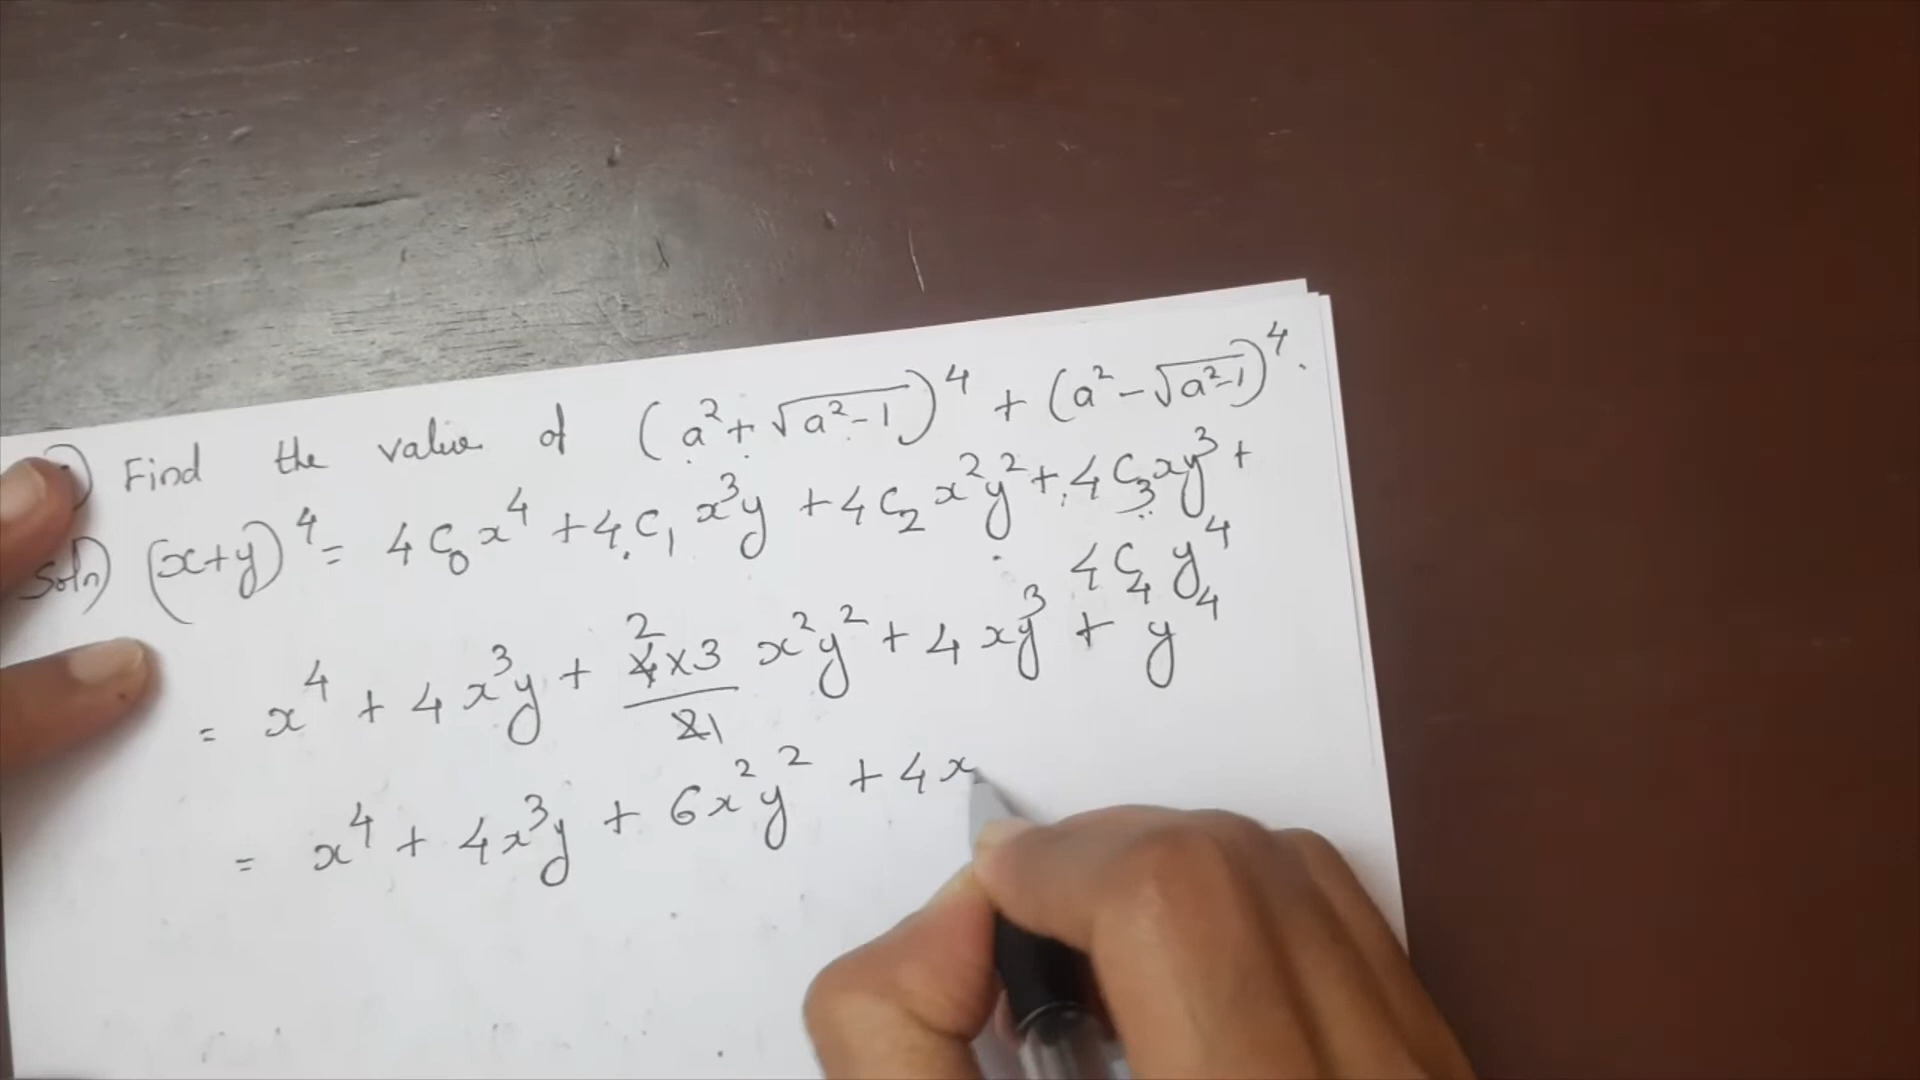 Find the value of (a²+√(a²-1))⁴ + (a²-√(a²-1))⁴.
Soln) (x+y)⁴ = 4C₀x⁴ + 4C₁x³y + 4C₂x²y² + 4C₃xy³ +
4C₄y⁴
= x⁴ + 4x³y + (4×3)/(2×1) x²y² + 4xy³ + y⁴
= x⁴ + 4x³y + 6x²y² + 4x